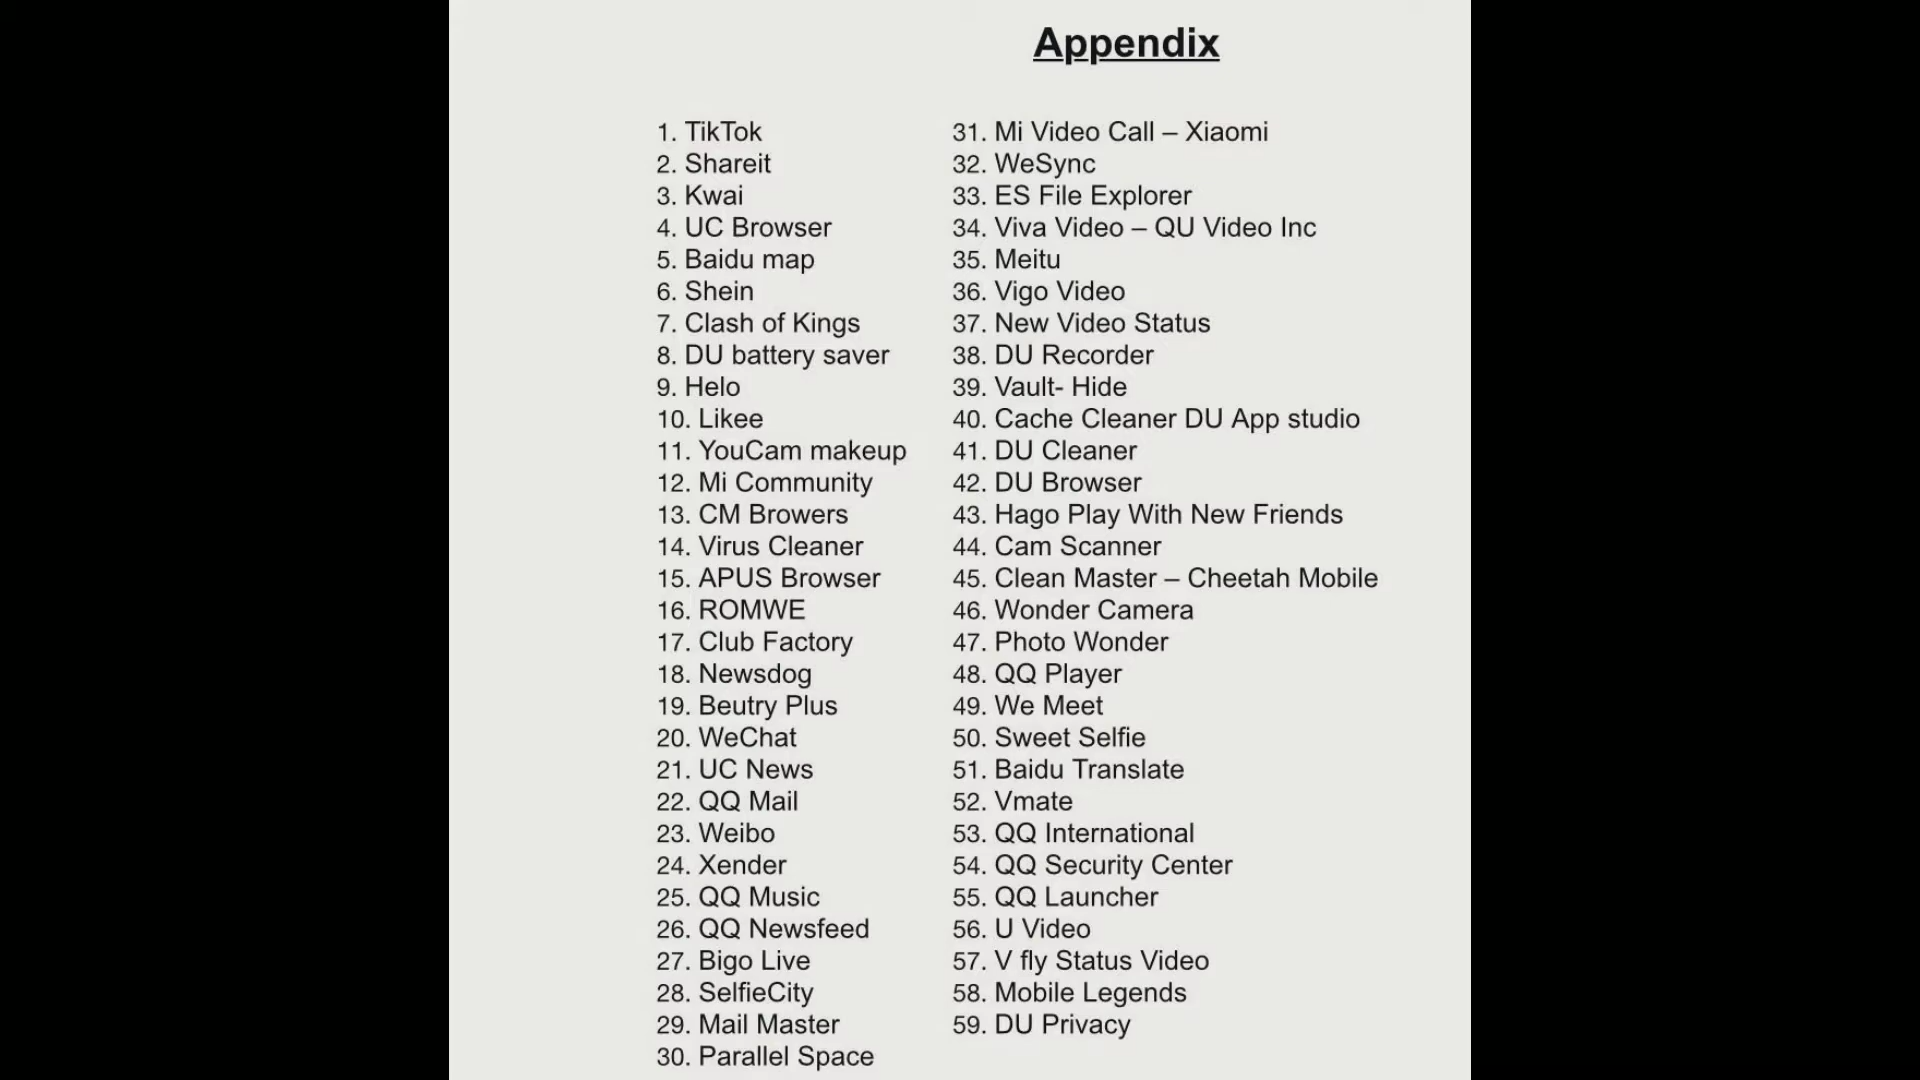 Appendix
1. TikTok
2. Shareit
3. Kwai
4. UC Browser
5. Baidu map
6. Shein
7. Clash of Kings
8. DU battery saver
9. Helo
10. Likee
11. YouCam makeup
12. Mi Community
13. CM Browers
14. Virus Cleaner
15. APUS Browser
16. ROMWE
17. Club Factory
18. Newsdog
19. Beutry Plus
20. WeChat
21. UC News
22. QQ Mail
23. Weibo
24. Xender
25. QQ Music
26. QQ Newsfeed
27. Bigo Live
28. SelfieCity
29. Mail Master
30. Parallel Space
31. Mi Video Call – Xiaomi
32. WeSync
33. ES File Explorer
34. Viva Video – QU Video Inc
35. Meitu
36. Vigo Video
37. New Video Status
38. DU Recorder
39. Vault- Hide
40. Cache Cleaner DU App studio
41. DU Cleaner
42. DU Browser
43. Hago Play With New Friends
44. Cam Scanner
45. Clean Master – Cheetah Mobile
46. Wonder Camera
47. Photo Wonder
48. QQ Player
49. We Meet
50. Sweet Selfie
51. Baidu Translate
52. Vmate
53. QQ International
54. QQ Security Center
55. QQ Launcher
56. U Video
57. V fly Status Video
58. Mobile Legends
59. DU Privacy